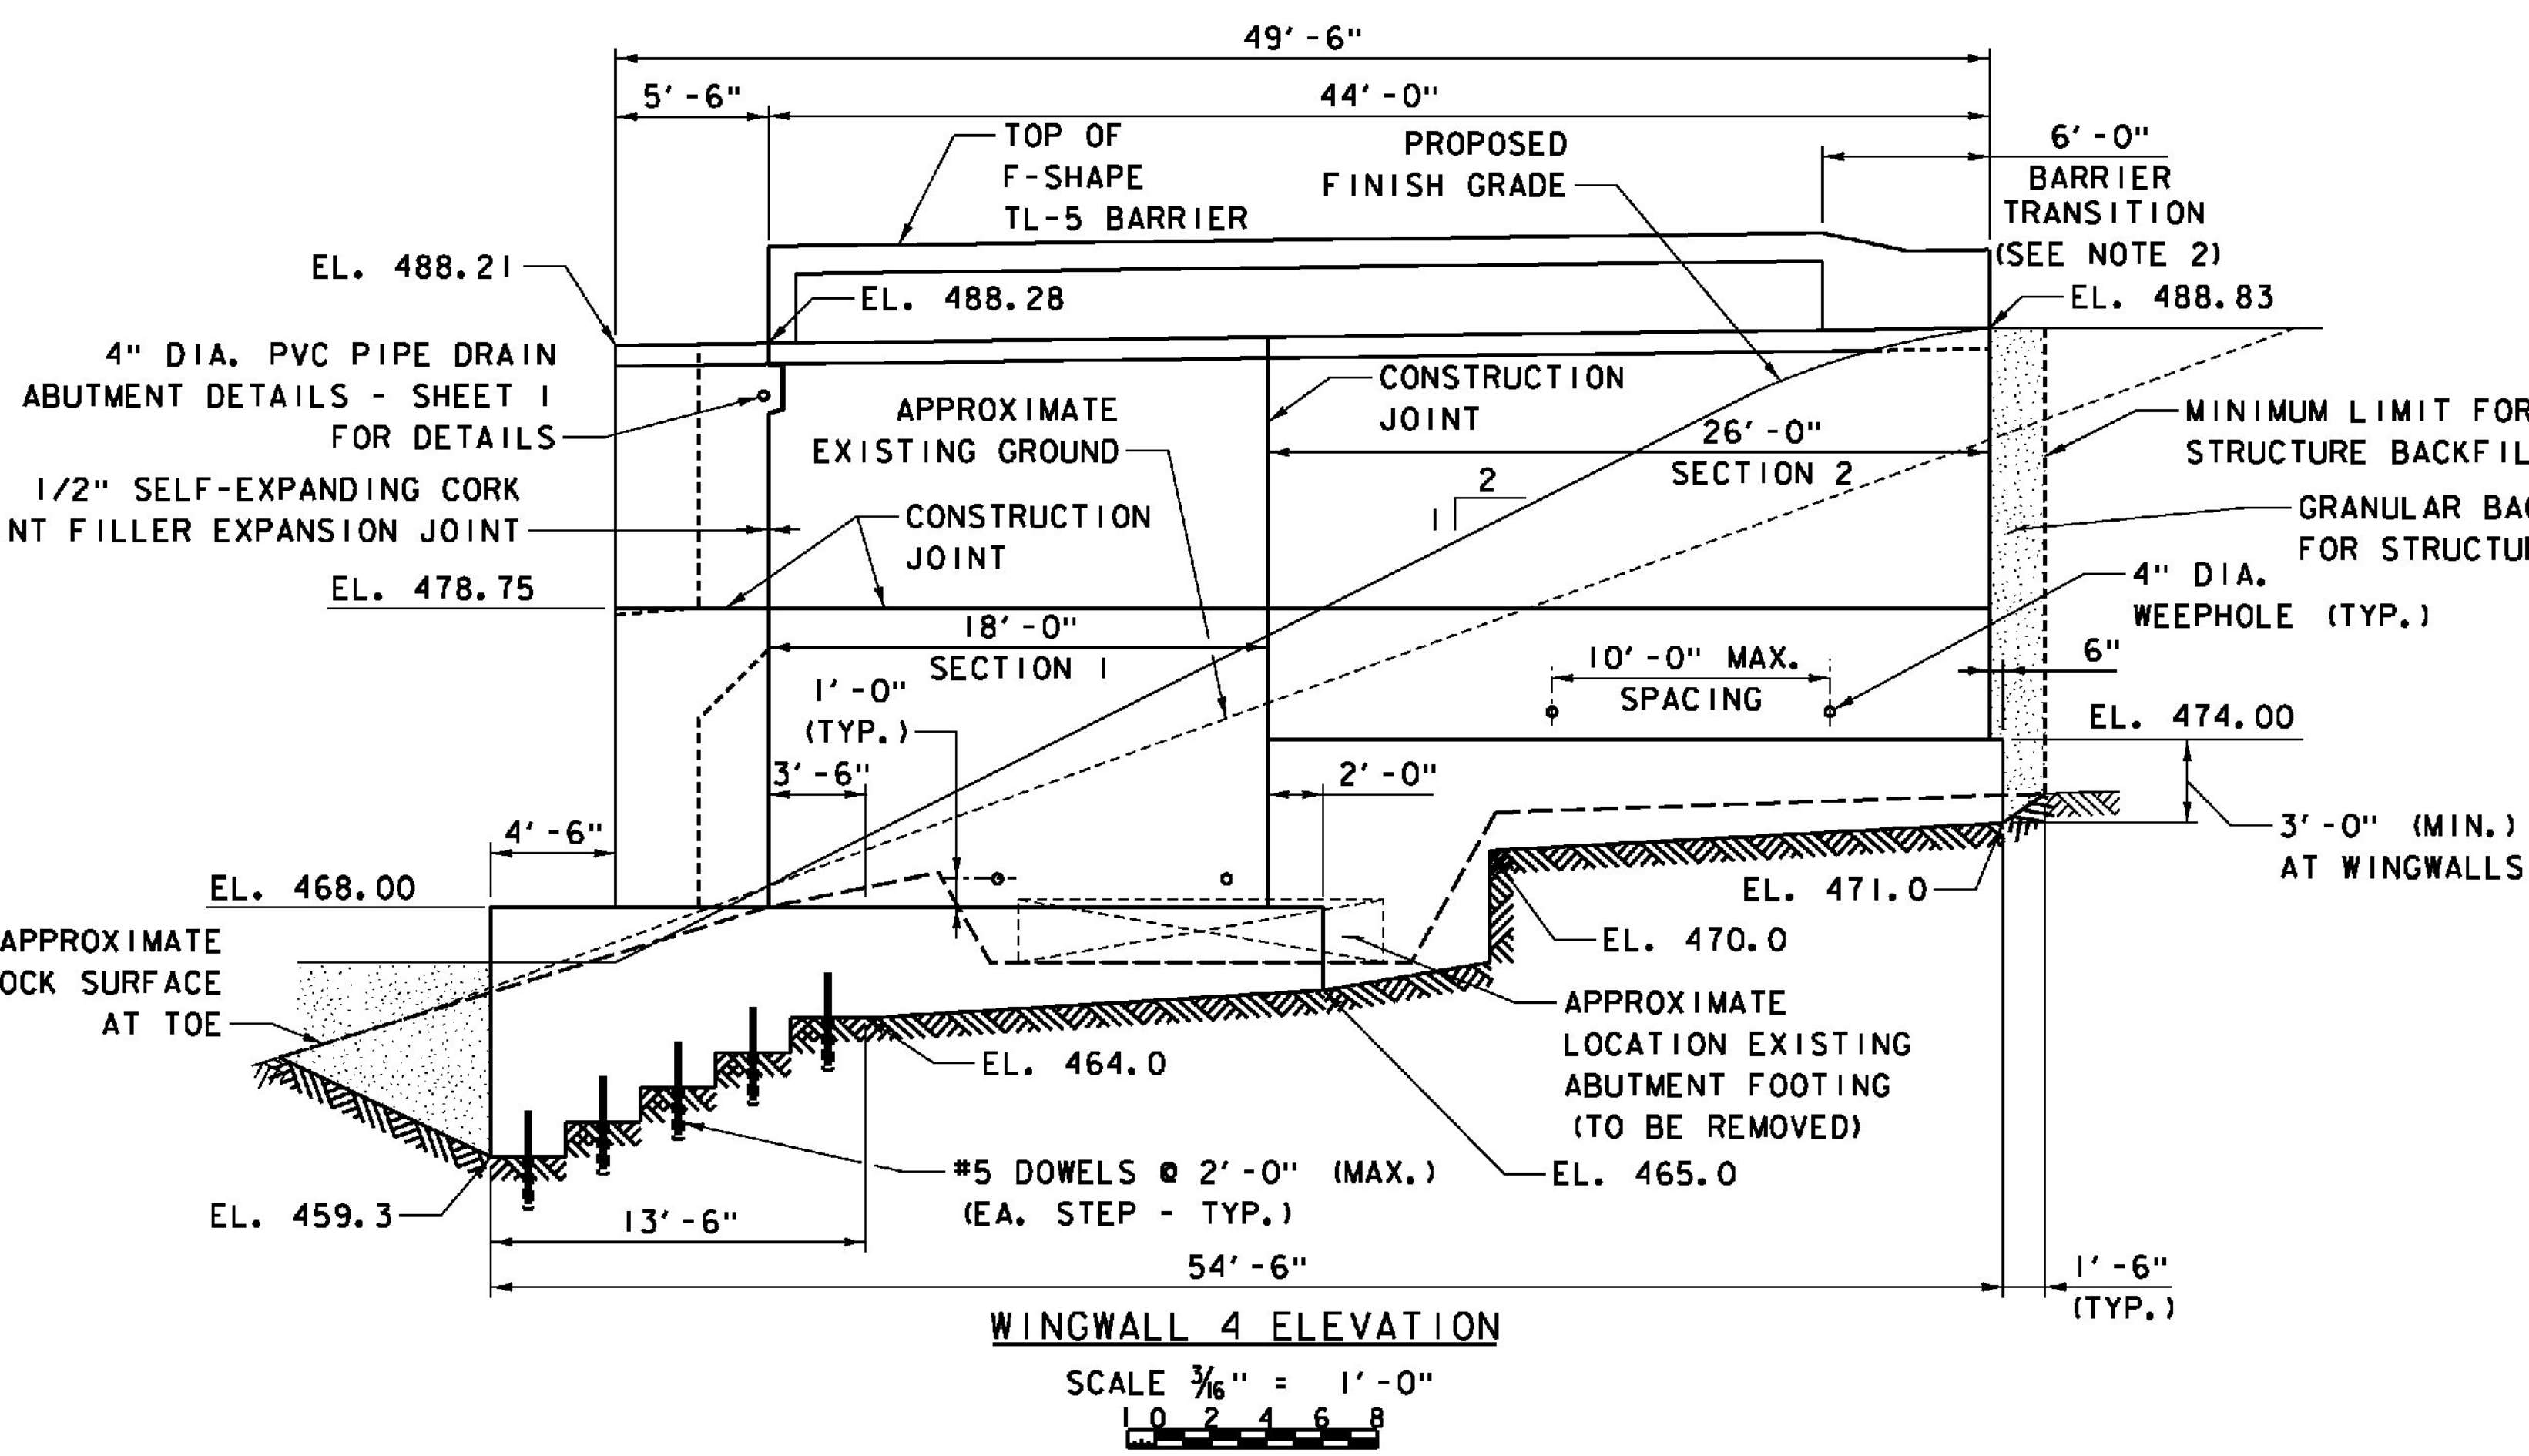 49'-6"
5'-6"
44'-0"
6'-0"
BARRIER
TRANSITION
(SEE NOTE 2)
TOP OF
F-SHAPE
TL-5 BARRIER
PROPOSED
FINISH GRADE
EL. 488.21
EL. 488.28
EL. 488.83
4" DIA. PVC PIPE DRAIN
ABUTMENT DETAILS - SHEET 1
FOR DETAILS
APPROXIMATE
EXISTING GROUND
CONSTRUCTION
JOINT
26'-0"
SECTION 2
MINIMUM LIMIT FOR
STRUCTURE BACKFIL
1/2" SELF-EXPANDING CORK
NT FILLER EXPANSION JOINT
CONSTRUCTION
JOINT
2
1
GRANULAR BA
FOR STRUCTU
EL. 478.75
4" DIA.
WEEPHOLE (TYP.)
18'-0"
SECTION 1
10'-0" MAX.
SPACING
6"
1'-0"
(TYP.)
EL. 474.00
3'-6"
2'-0"
4'-6"
3'-0" (MIN.)
AT WINGWALLS
EL. 468.00
EL. 471.0
EL. 470.0
APPROXIMATE
OCK SURFACE
AT TOE
APPROXIMATE
LOCATION EXISTING
ABUTMENT FOOTING
(TO BE REMOVED)
EL. 464.0
#5 DOWELS @ 2'-0" (MAX.)
(EA. STEP - TYP.)
EL. 465.0
EL. 459.3
13'-6"
54'-6"
1'-6"
(TYP.)
WINGWALL 4 ELEVATION
SCALE 3/16" = 1'-0"
1 0 2 4 6 8